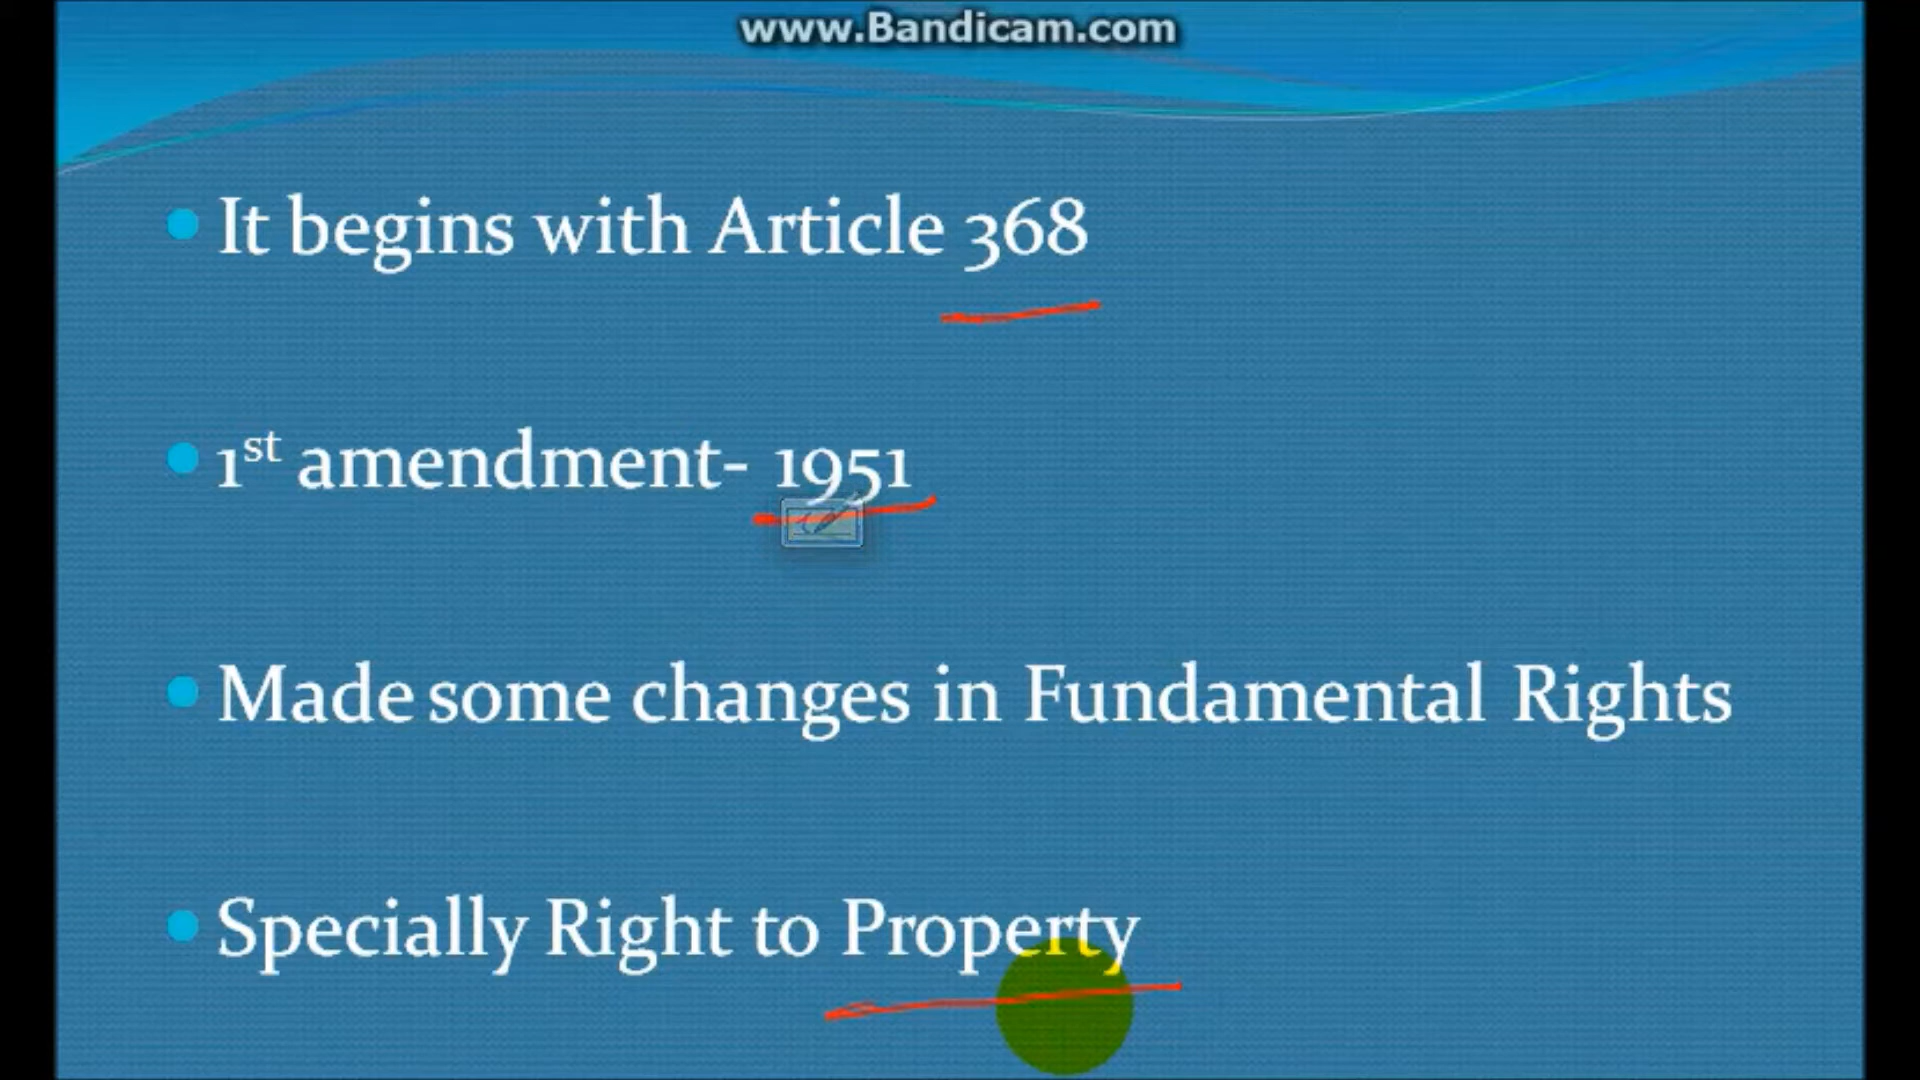 www.Bandicam.com
It begins with Article 368
1st amendment- 1951
Made some changes in Fundamental Rights
Specially Right to Property